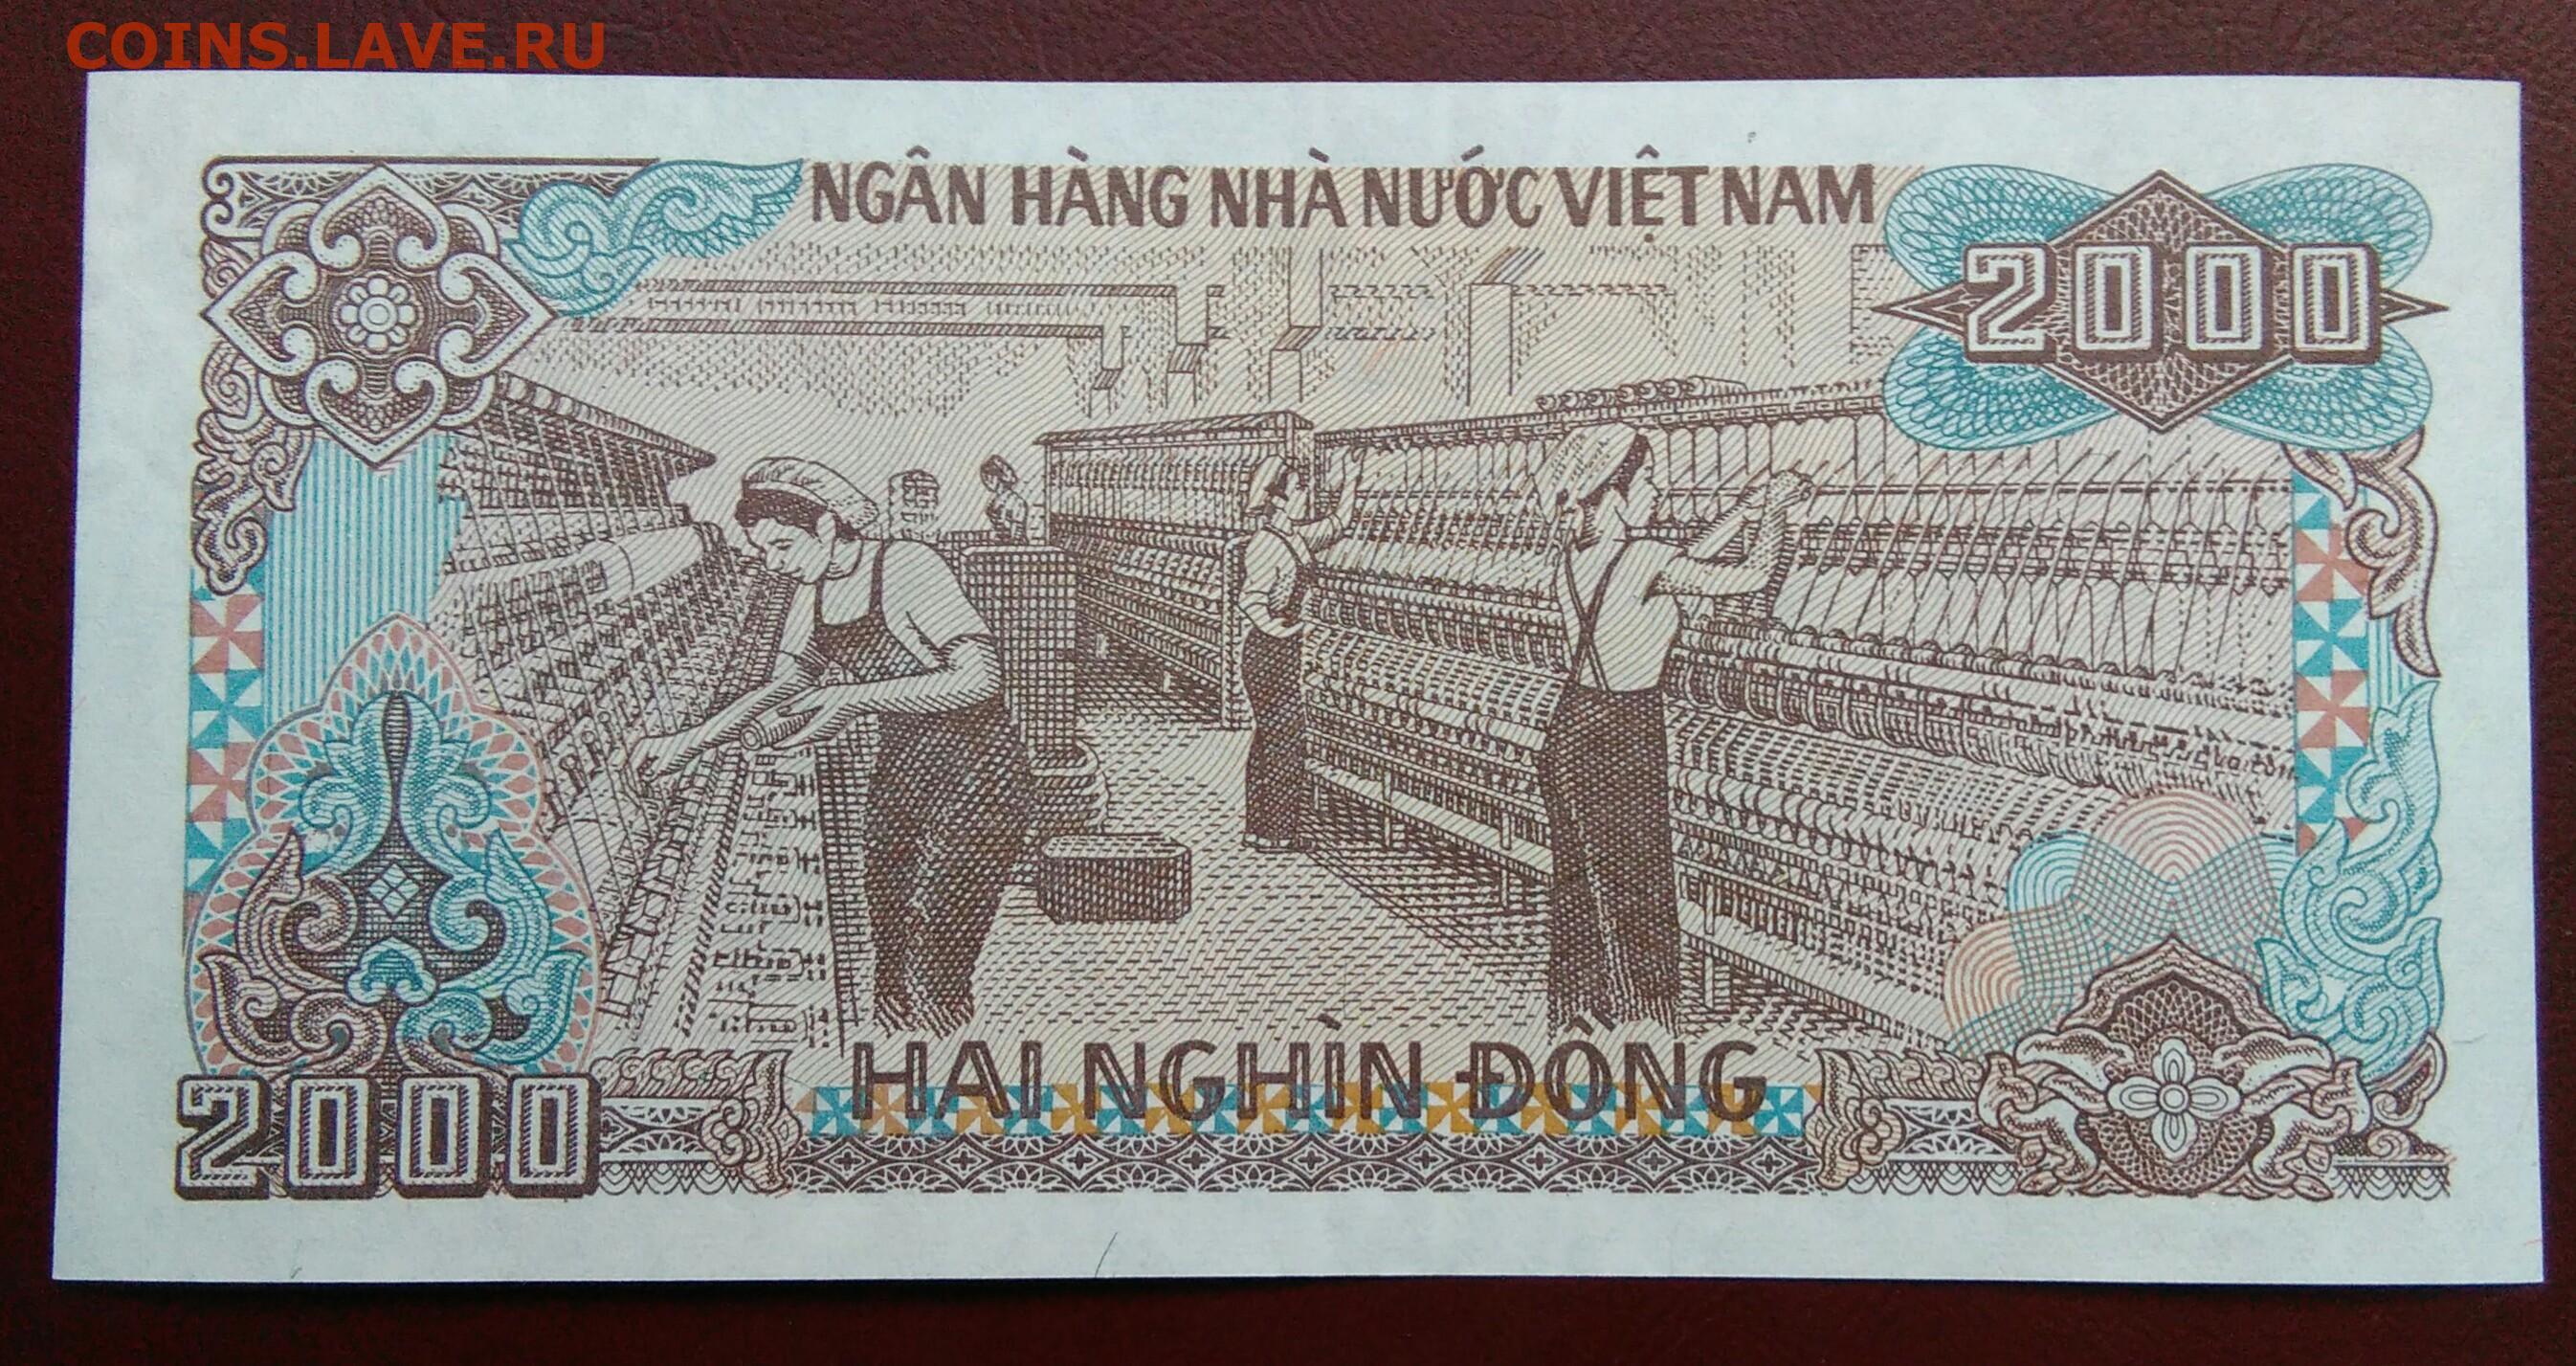 COINS.LAVE.RU
NGÂN HÀNG NHÀ NƯỚC VIỆT NAM
2000
HAI NGHÌN ĐỒNG
2000